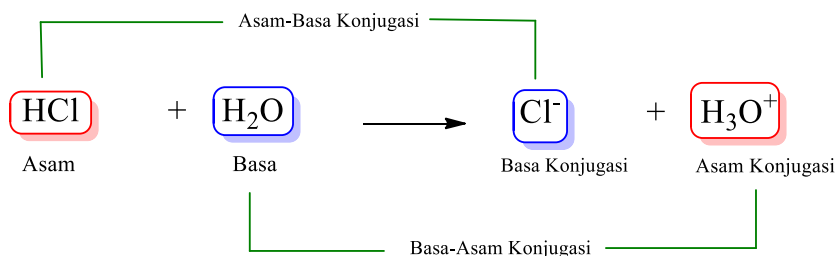 Asam-Basa Konjugasi
HCl + H₂O → Cl⁻ + H₃O⁺
Asam Basa Basa Konjugasi Asam Konjugasi
Basa-Asam Konjugasi